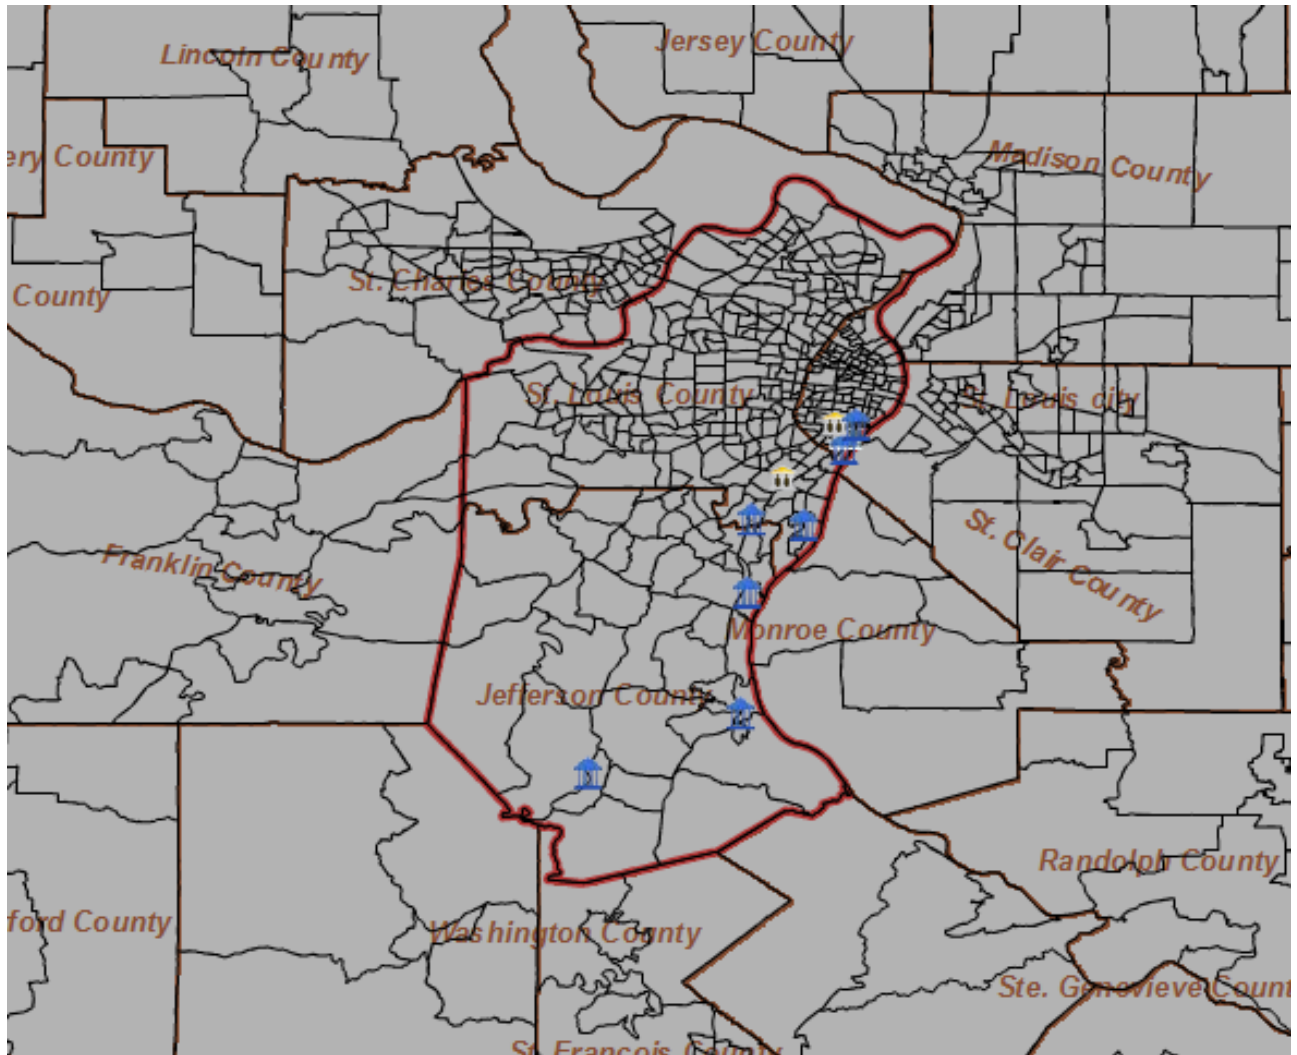 Lincoln County
Jersey County
ery County
Madison County
County
St. Charles County
St. Louis County
St. Louis city
Franklin County
St. Clair County
Monroe County
Jefferson County
Randolph County
ford County
Washington County
Ste. Genevieve Count
St. Francois County